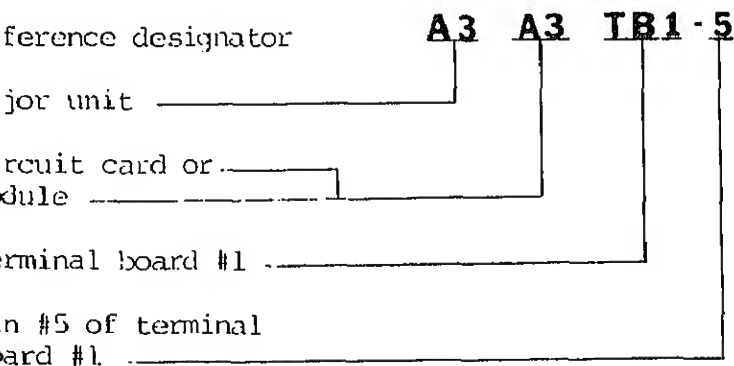 ference designator A3 A3 TB1-5
jor unit
rcuit card or
dule
erminal board #1
n #5 of terminal
ard #1